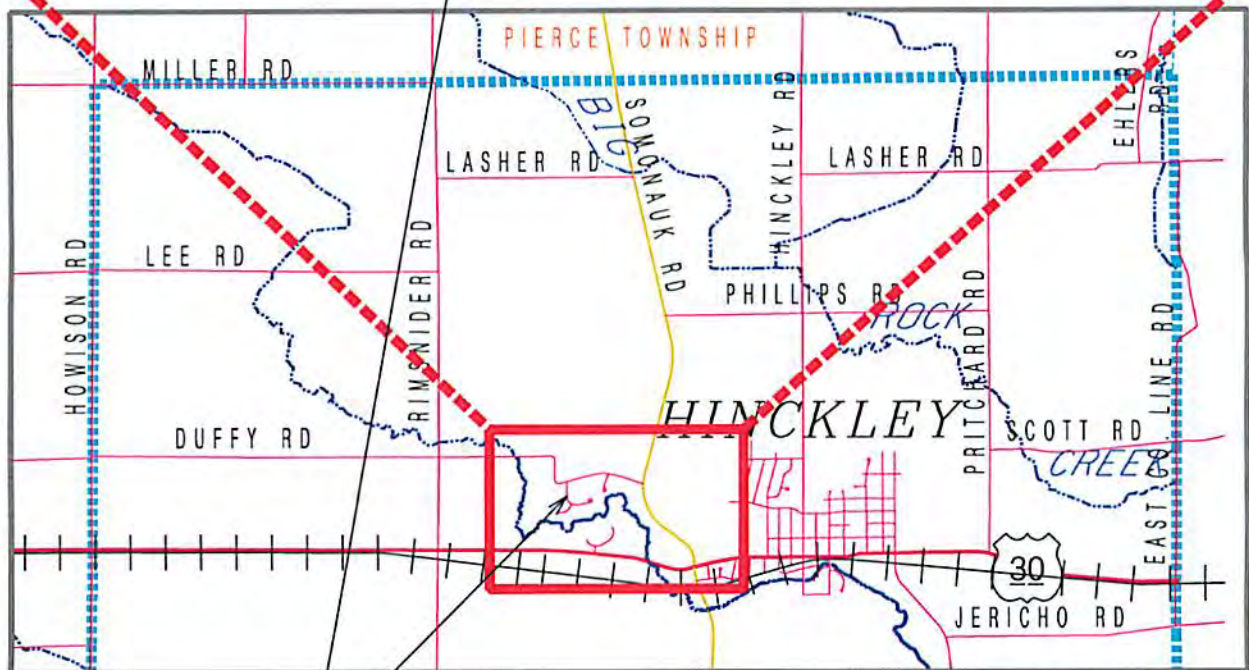 PIERCE TOWNSHIP
MILLER RD
BIG
SOMONAUK RD
HINCKLEY RD
EHLERS RD
LASHER RD
LASHER RD
HOWISON RD
LEE RD
RIMSNIDER RD
PHILLIPS RD
ROCK
PRITCHARD RD
EAST CO. LINE RD
HINCKLEY
DUFFY RD
SCOTT RD
CREEK
30
JERICHO RD